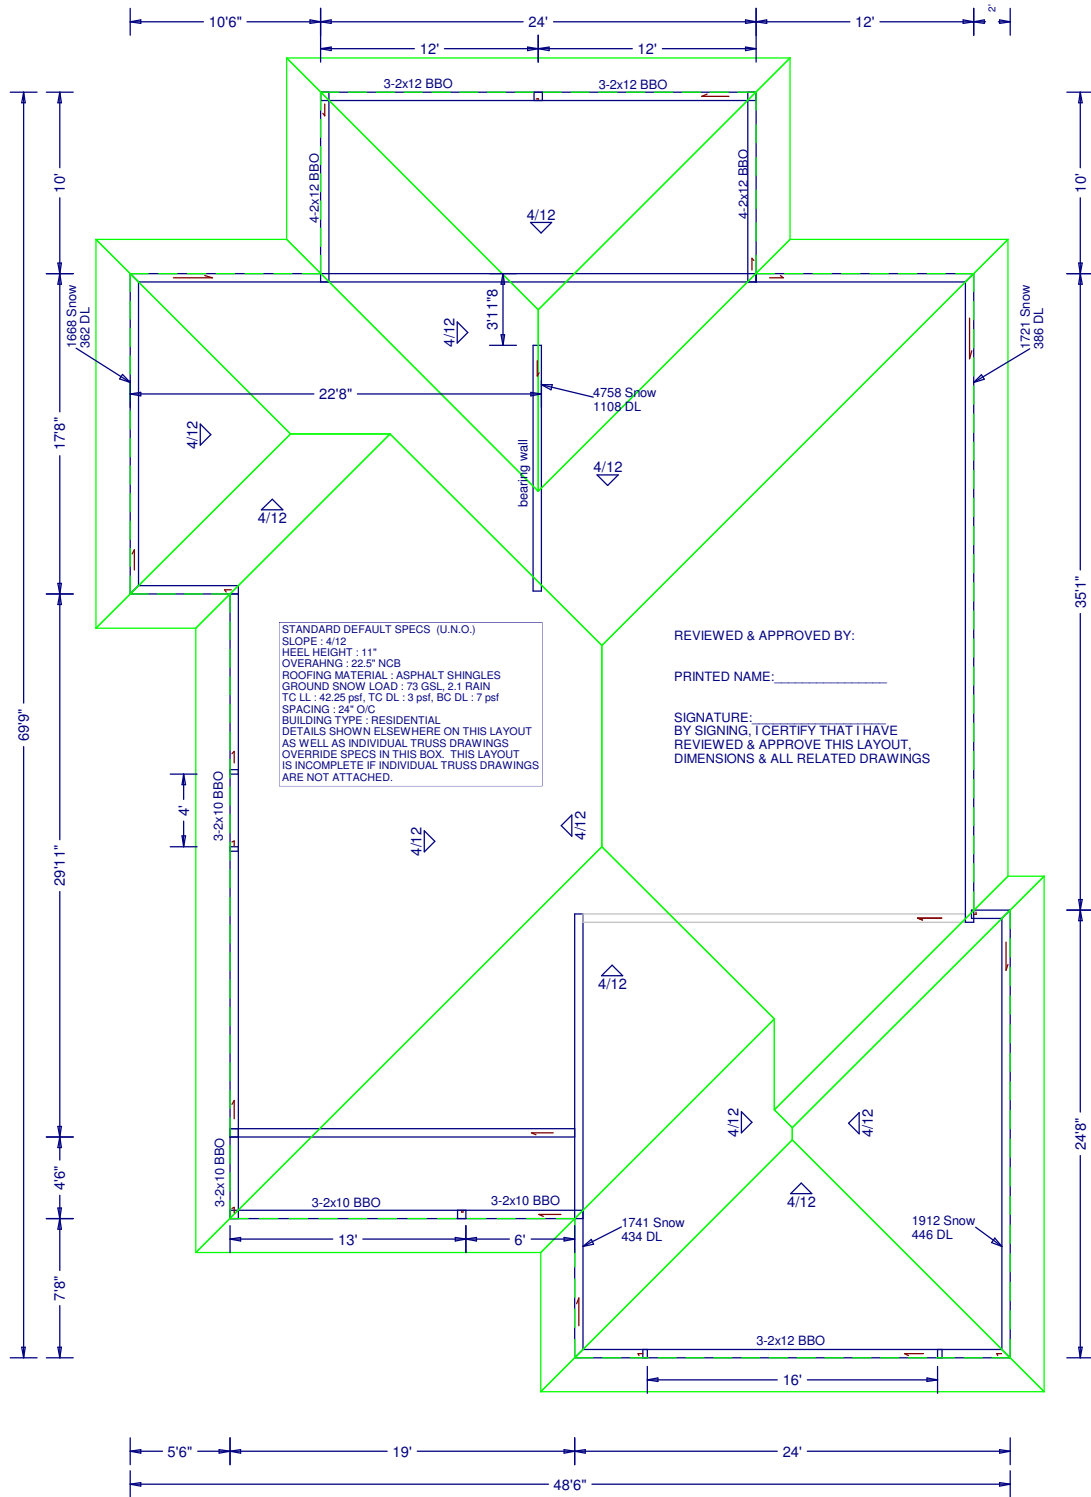 10'6"
24'
12'
2'
12'
12'
3-2x12 BBO
3-2x12 BBO
10'
10'
4-2x12 BBO
4-2x12 BBO
4/12
1668 Snow
362 DL
4/12
3'11"8
1721 Snow
386 DL
22'8"
4758 Snow
1108 DL
17'8"
4/12
bearing wall
4/12
4/12
35'1"
69'9"
STANDARD DEFAULT SPECS (U.N.O.)
SLOPE : 4/12
HEEL HEIGHT : 11"
OVERAHNG : 22.5" NCB
ROOFING MATERIAL : ASPHALT SHINGLES
GROUND SNOW LOAD : 73 GSL, 2.1 RAIN
TC LL : 42.25 psf, TC DL : 3 psf, BC DL : 7 psf
SPACING : 24" O/C
BUILDING TYPE : RESIDENTIAL
DETAILS SHOWN ELSEWHERE ON THIS LAYOUT
AS WELL AS INDIVIDUAL TRUSS DRAWINGS
OVERRIDE SPECS IN THIS BOX. THIS LAYOUT
IS INCOMPLETE IF INDIVIDUAL TRUSS DRAWINGS
ARE NOT ATTACHED.
REVIEWED & APPROVED BY:
PRINTED NAME:________________
SIGNATURE:___________________
BY SIGNING, I CERTIFY THAT I HAVE
REVIEWED & APPROVE THIS LAYOUT,
DIMENSIONS & ALL RELATED DRAWINGS
4'
3-2x10 BBO
4/12
4/12
29'11"
4/12
4/12
4/12
24'8"
4'6"
3-2x10 BBO
3-2x10 BBO
3-2x10 BBO
4/12
1741 Snow
434 DL
1912 Snow
446 DL
13'
6'
7'8"
3-2x12 BBO
16'
5'6"
19'
24'
48'6"